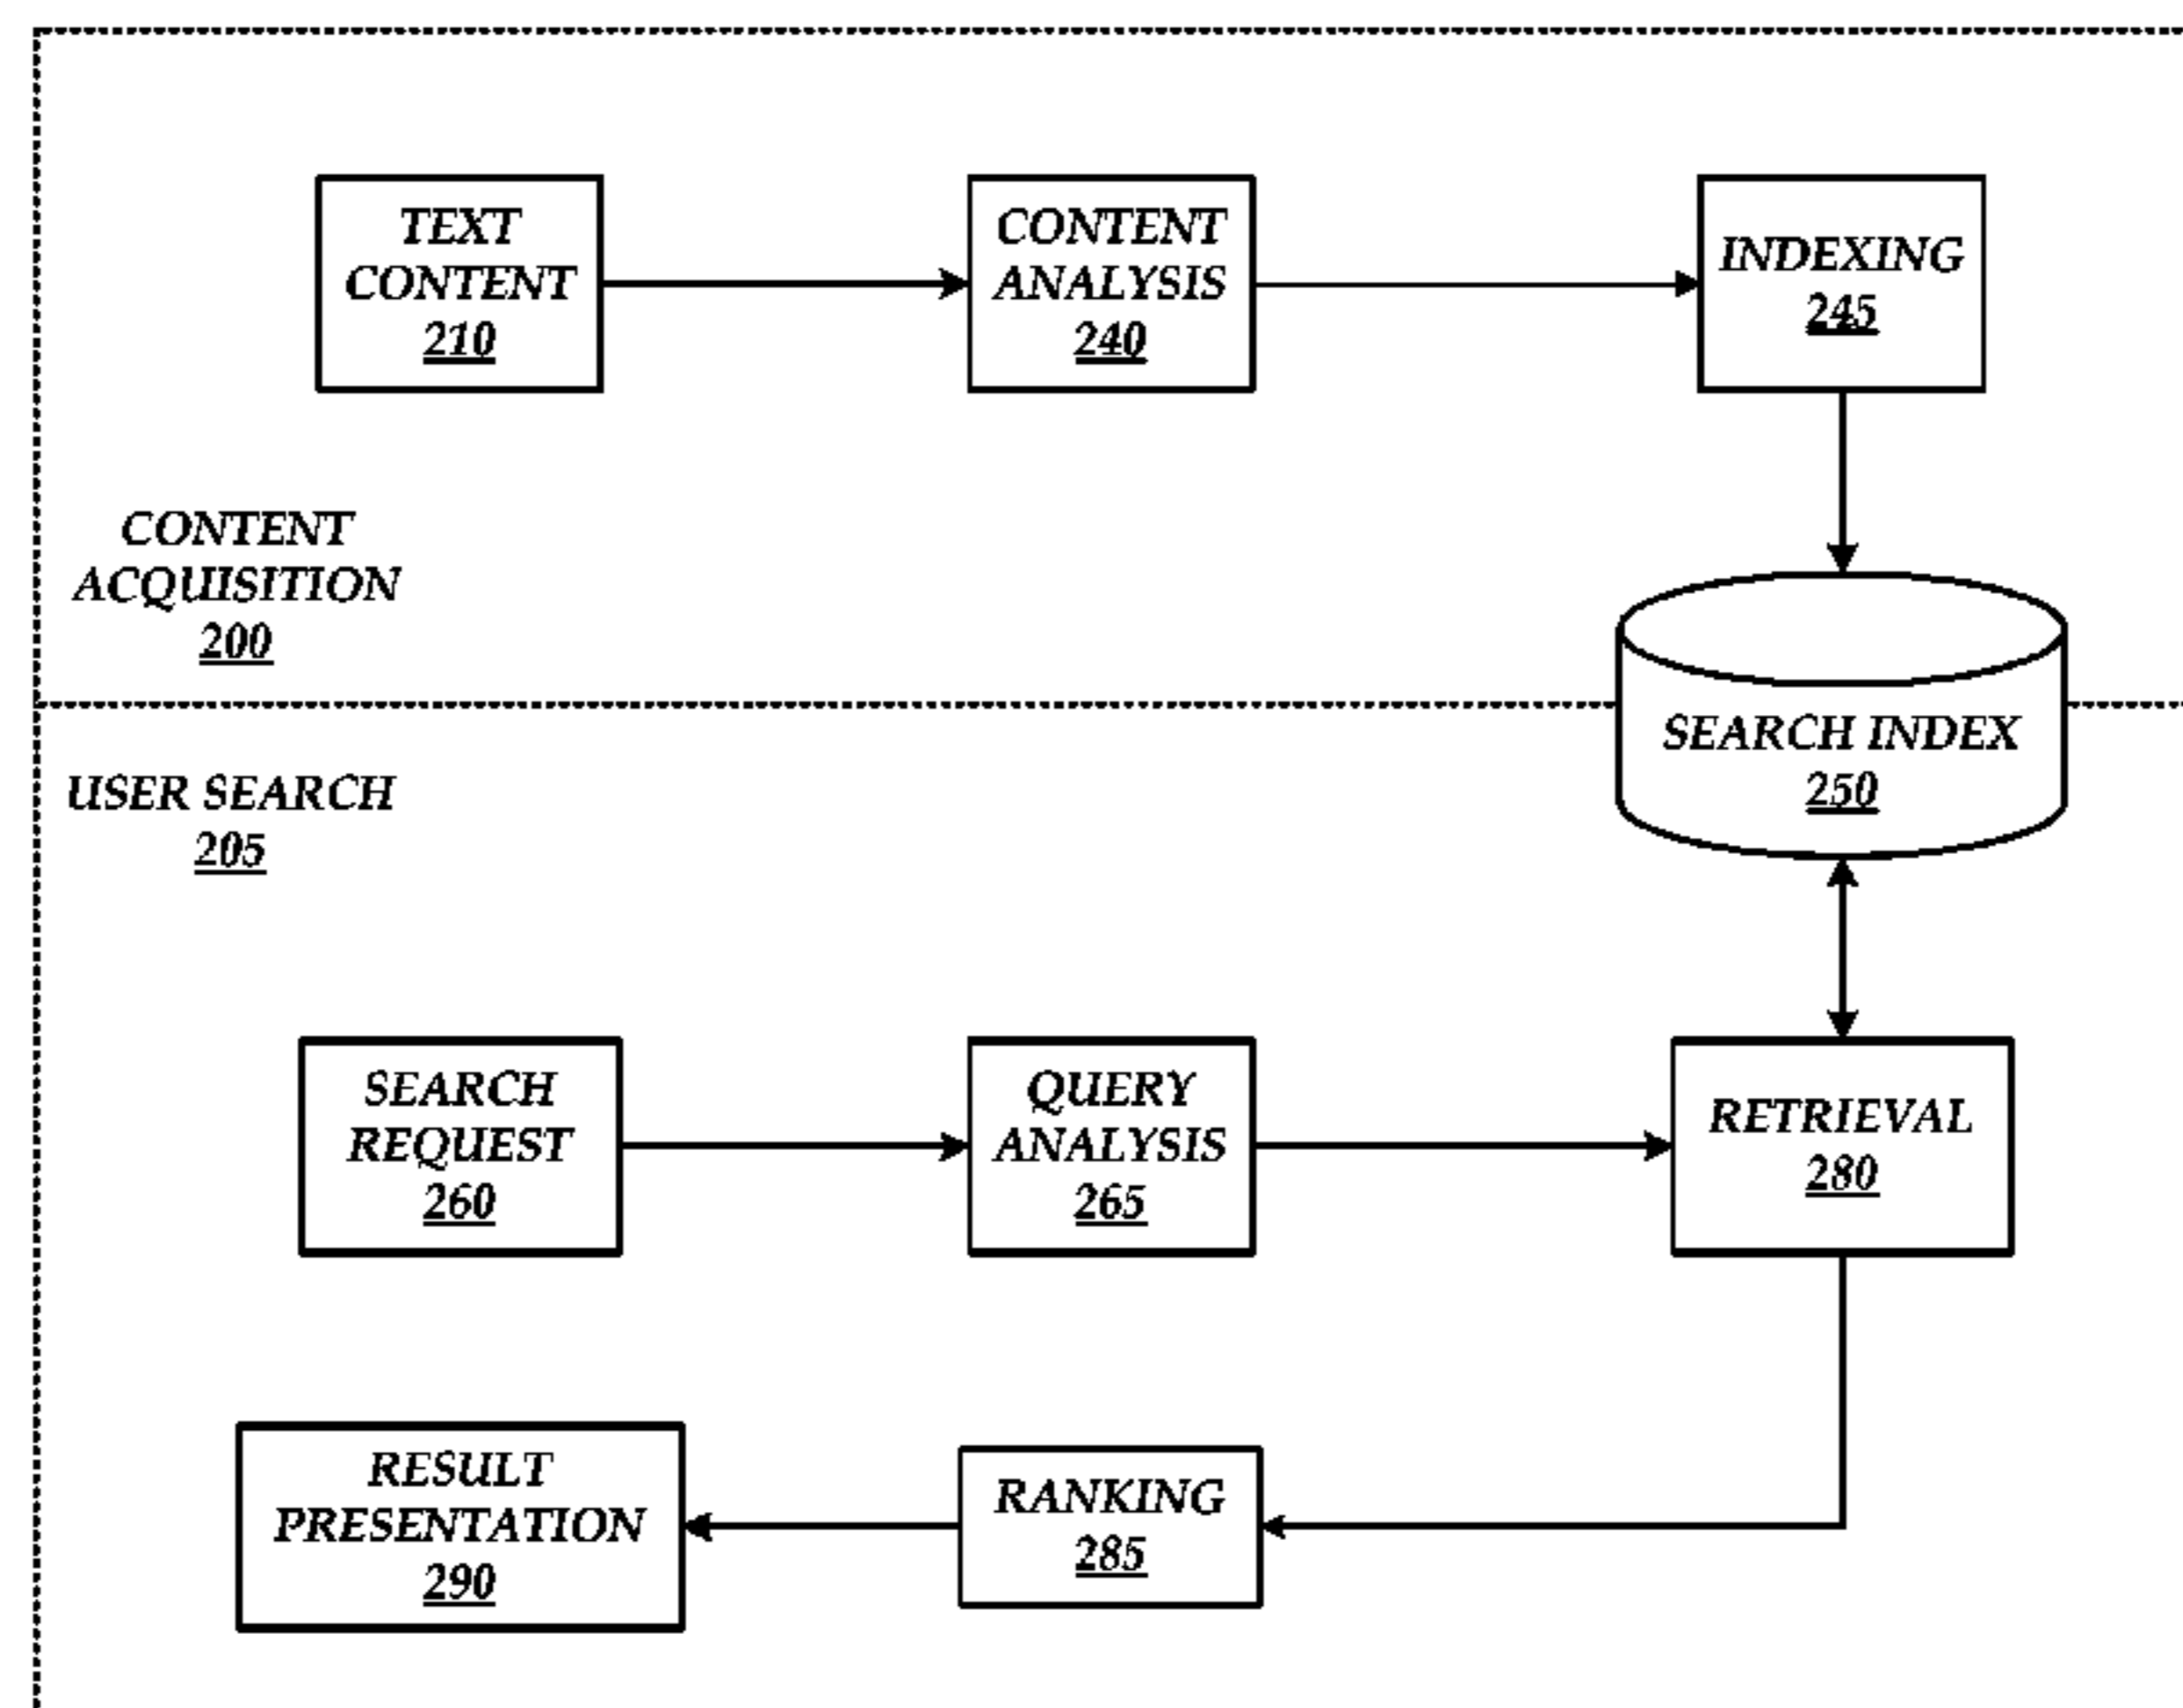 TEXT
CONTENT
210
CONTENT
ANALYSIS
240
INDEXING
245
CONTENT
ACQUISITION
200
SEARCH INDEX
250
USER SEARCH
205
SEARCH
REQUEST
260
QUERY
ANALYSIS
265
RETRIEVAL
280
RESULT
PRESENTATION
290
RANKING
285